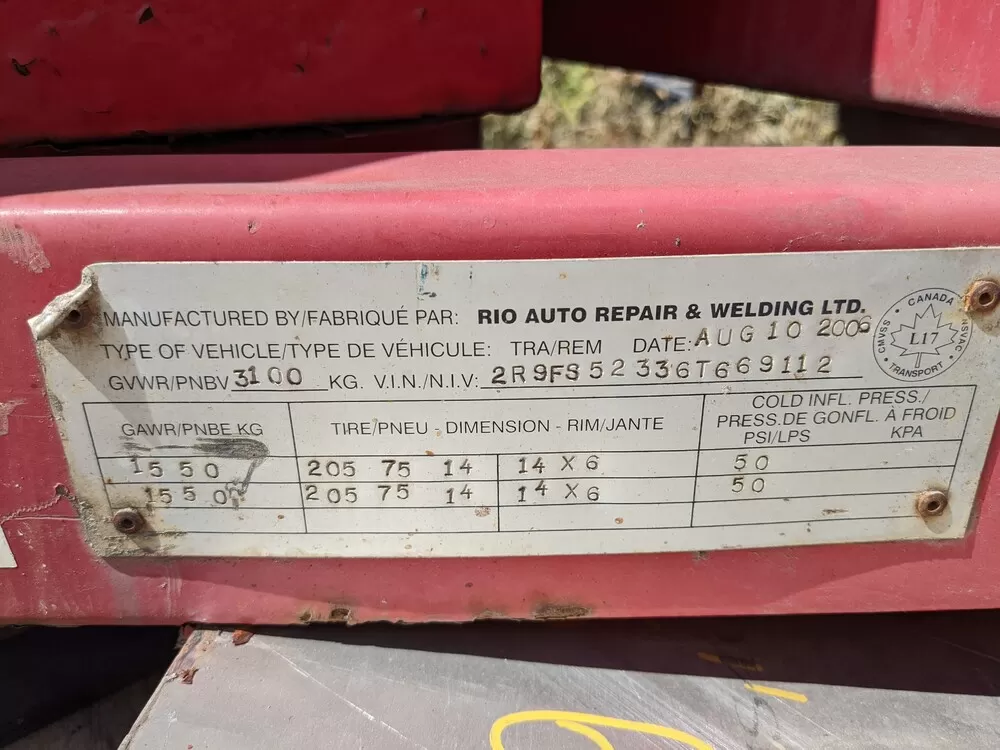 MANUFACTURED BY/FABRIQUÉ PAR: RIO AUTO REPAIR & WELDING LTD.
TYPE OF VEHICLE/TYPE DE VÉHICULE: TRA/REM DATE: AUG 10 2006
GVWR/PNBV 3100 KG. V.I.N./N.I.V: 2R9FS52336T669112
CANADA
CMVSS
L17
NSVAC
TRANSPORT
GAWR/PNBE KG TIRE/PNEU - DIMENSION - RIM/JANTE COLD INFL. PRESS./
PRESS.DE GONFL. À FROID
PSI/LPS KPA
1550 205 75 14 14 X 6 50
1550 205 75 14 14 X 6 50